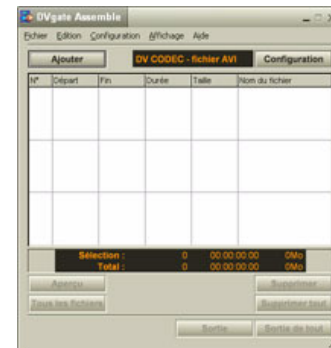 DVgate Assemble
Fichier Edition Configuration Affichage Aide
Ajouter DV CODEC - fichier AVI Configuration
N° Départ Fin Durée Taille Nom du fichier
Sélection : 0 00:00:00:00 0Mo
Total : 0 00:00:00:00 0Mo
Aperçu Supprimer
Tous les fichiers Supprimer tout
Sortie Sortie de tout